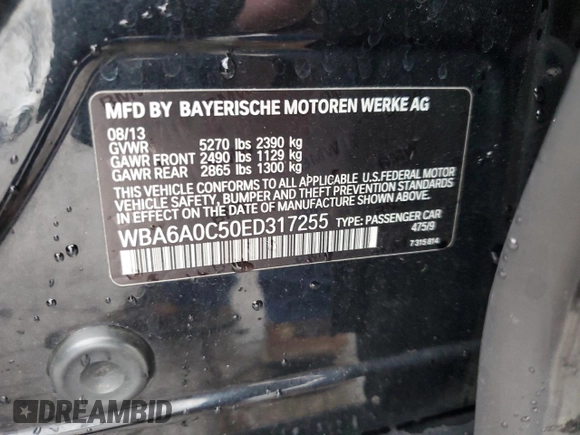 MFD BY BAYERISCHE MOTOREN WERKE AG
08/13
GVWR 5270 lbs 2390 kg
GAWR FRONT 2490 lbs 1129 kg
GAWR REAR 2865 lbs 1300 kg
THIS VEHICLE CONFORMS TO ALL APPLICABLE U.S.FEDERAL MOTOR
VEHICLE SAFETY, BUMPER AND THEFT PREVENTION STANDARDS
IN EFFECT ON THE DATE OF MANUFACTURE SHOWN ABOVE.
WBA6A0C50ED317255 TYPE: PASSENGER CAR
475/9
7 315 814
DREAMBID